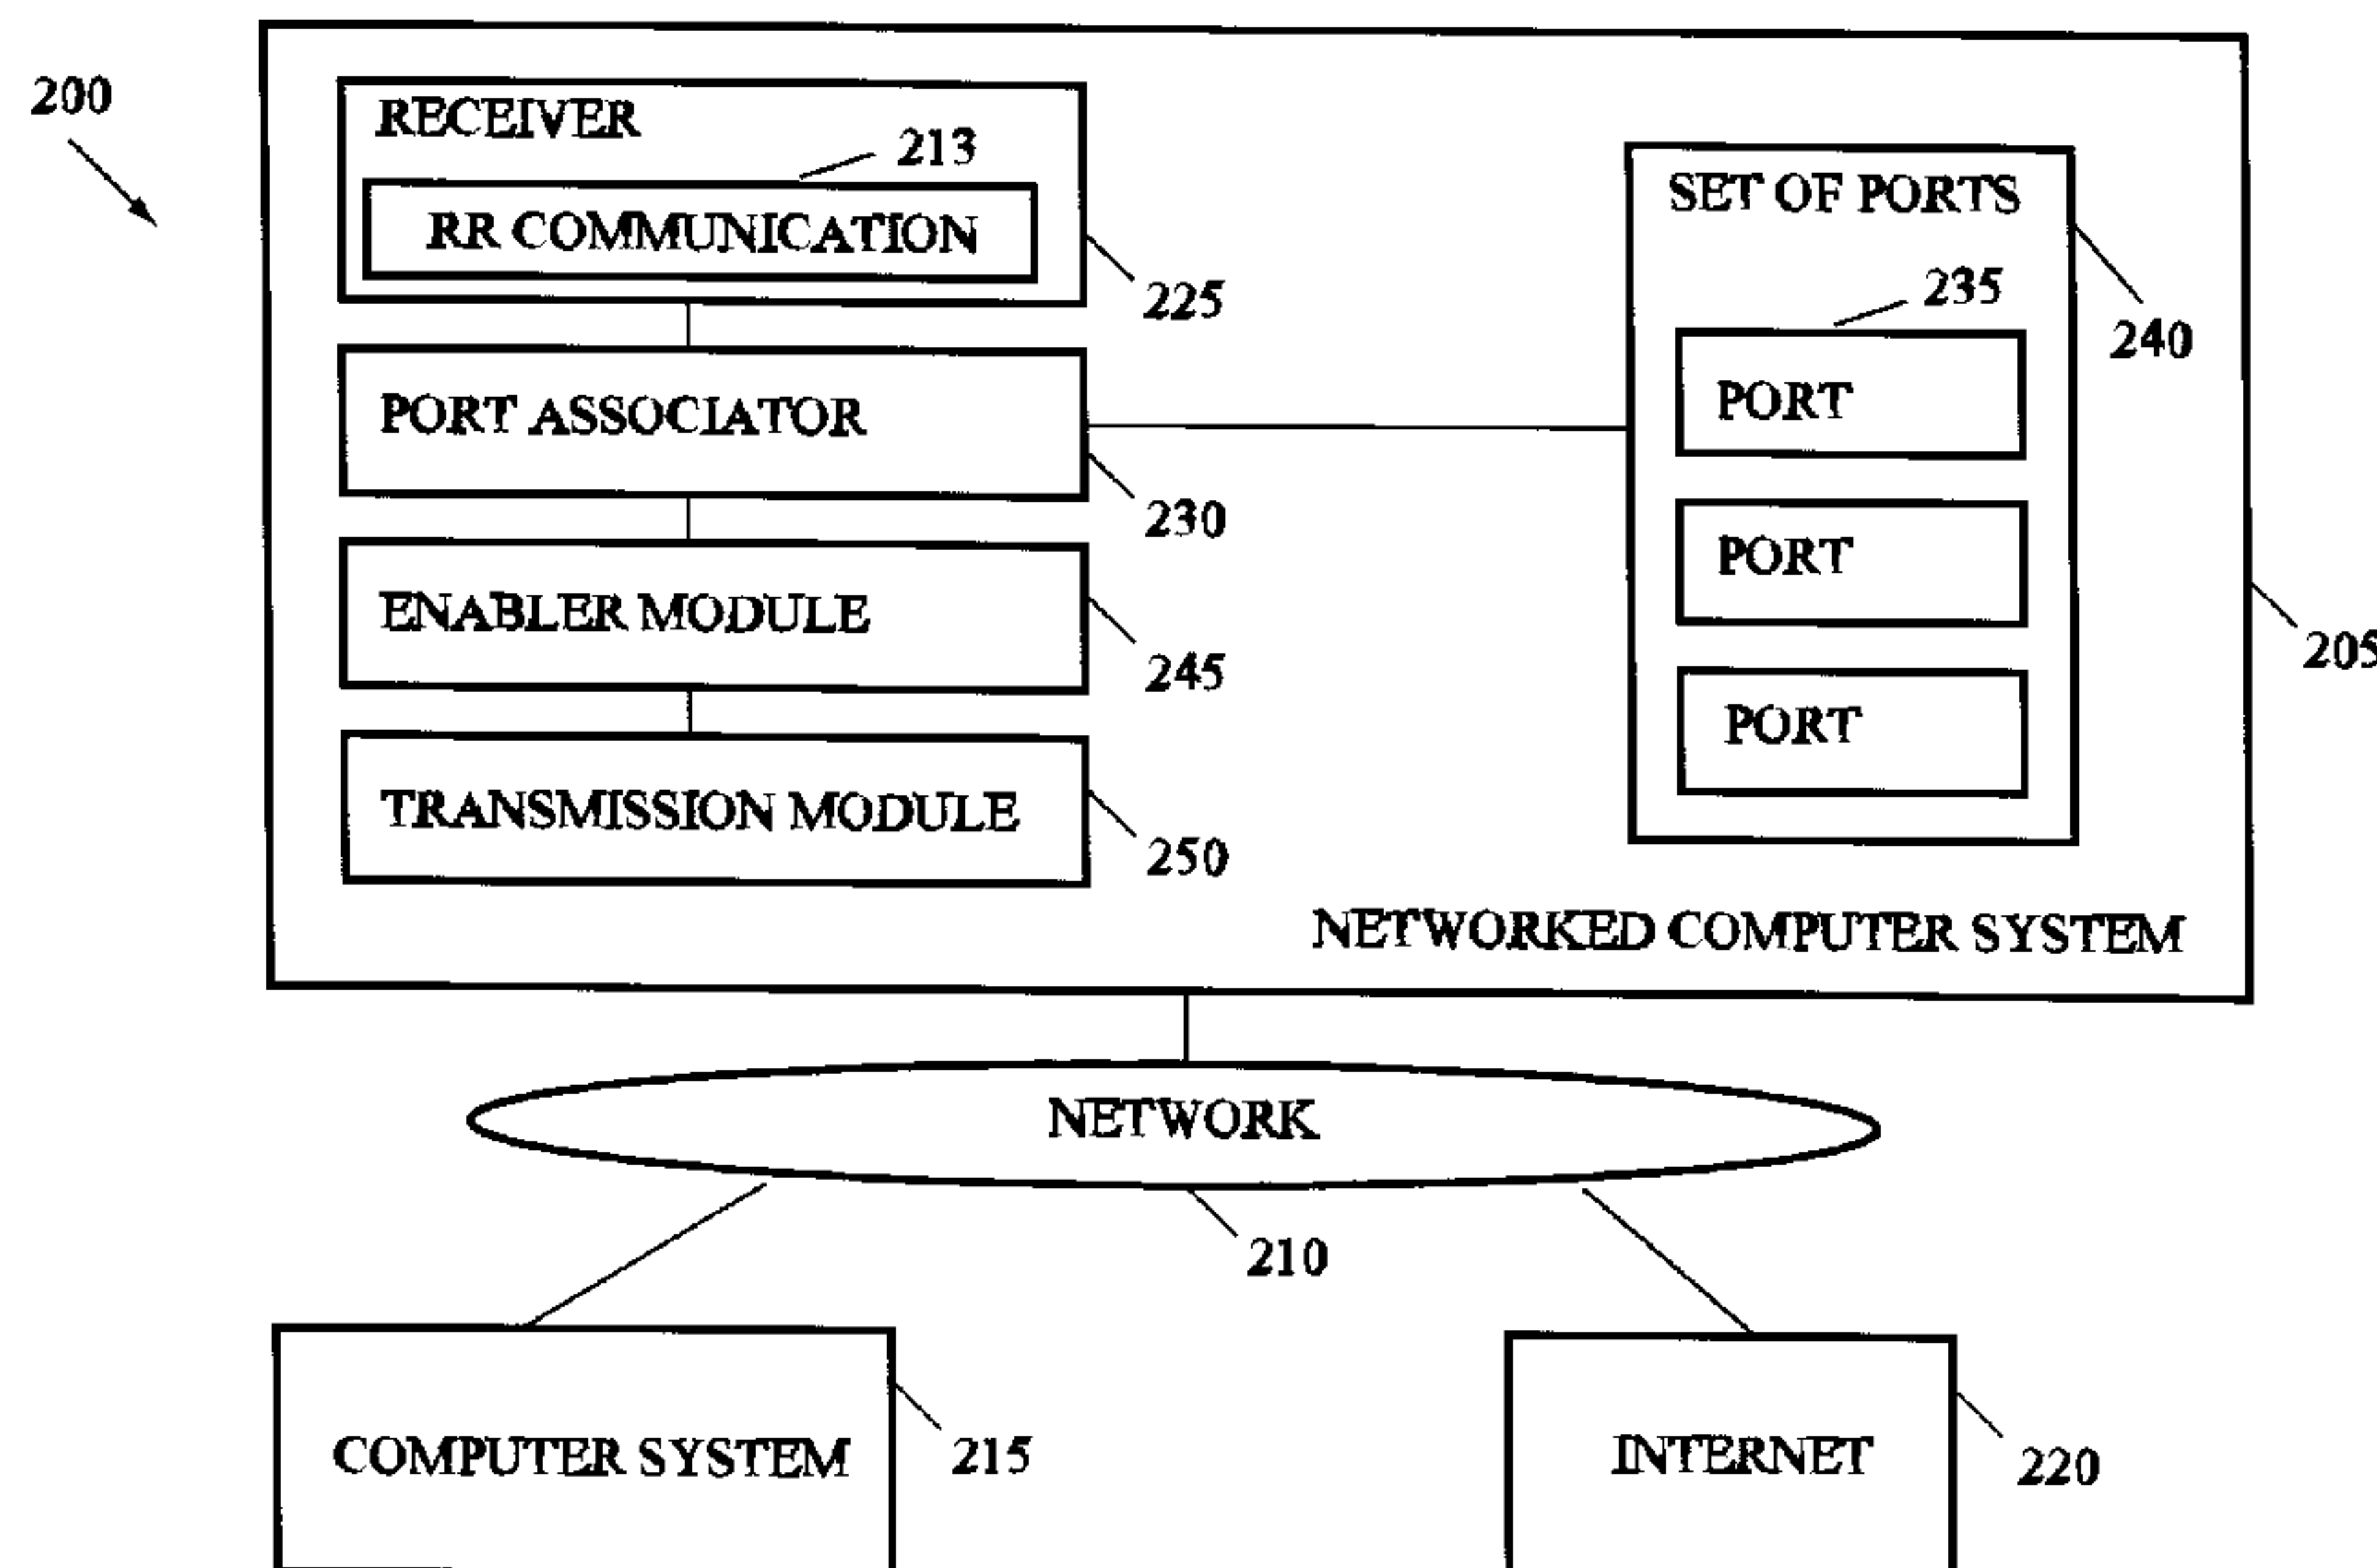 200
RECEIVER
213
RR COMMUNICATION
225
SET OF PORTS
235
240
PORT
PORT ASSOCIATOR
230
PORT
ENABLER MODULE
245
205
PORT
TRANSMISSION MODULE
250
NETWORKED COMPUTER SYSTEM
NETWORK
210
COMPUTER SYSTEM
215
INTERNET
220